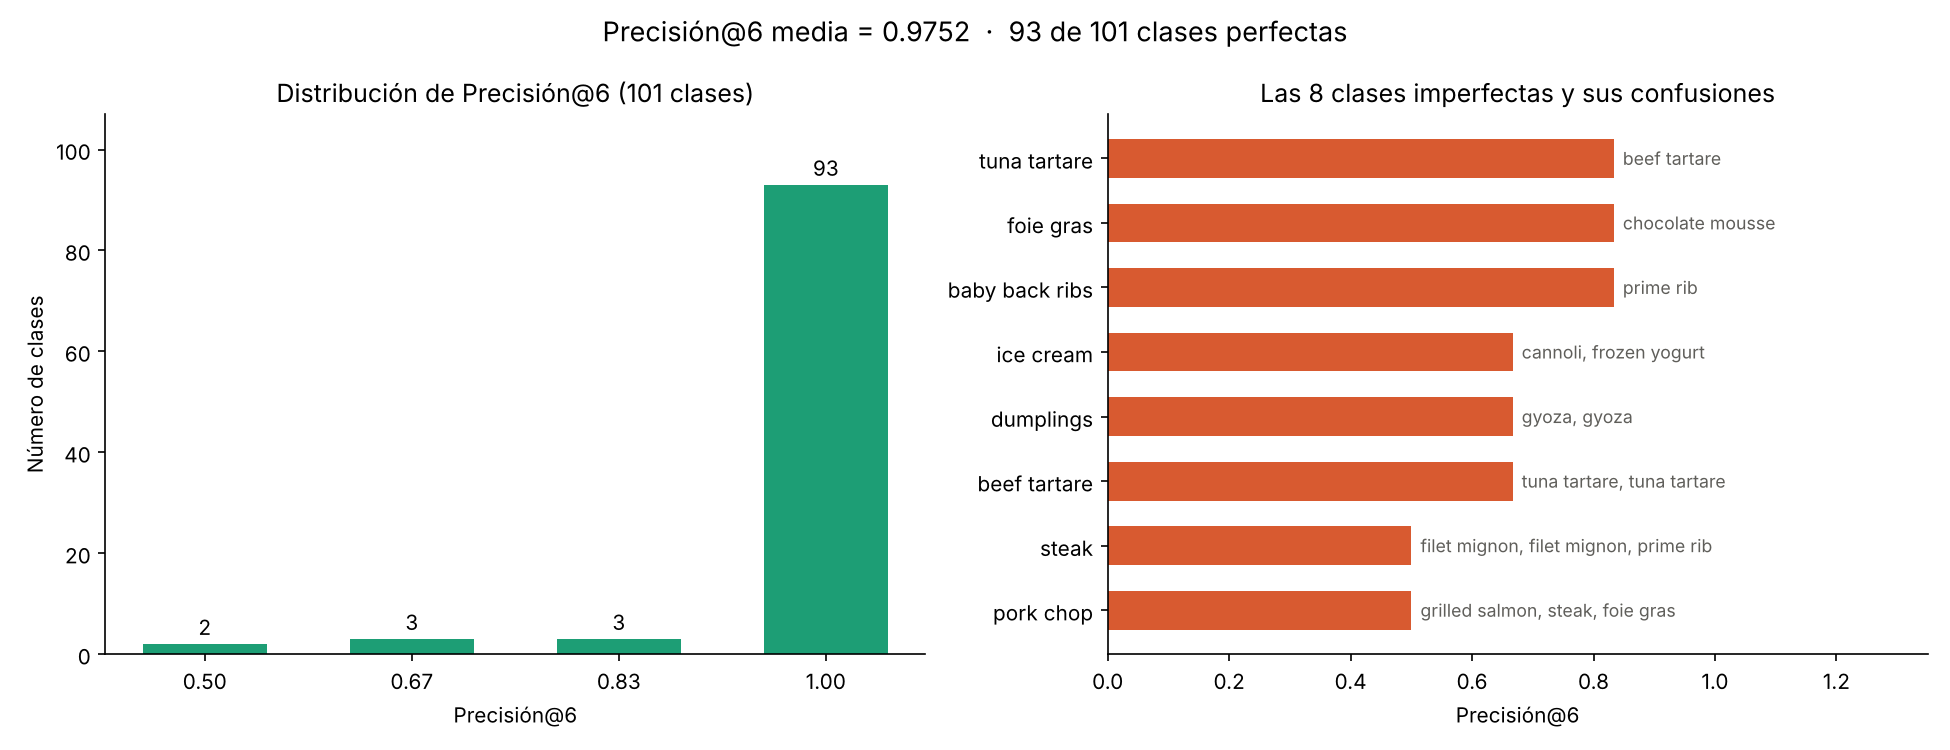 Precisión@6 media = 0.9752 · 93 de 101 clases perfectas
Distribución de Precisión@6 (101 clases)
Número de clases
100
80
60
40
20
0
2
3
3
93
0.50
0.67
0.83
1.00
Precisión@6
Las 8 clases imperfectas y sus confusiones
tuna tartare beef tartare
foie gras chocolate mousse
baby back ribs prime rib
ice cream cannoli, frozen yogurt
dumplings gyoza, gyoza
beef tartare tuna tartare, tuna tartare
steak filet mignon, filet mignon, prime rib
pork chop grilled salmon, steak, foie gras
0.0
0.2
0.4
0.6
0.8
1.0
1.2
Precisión@6